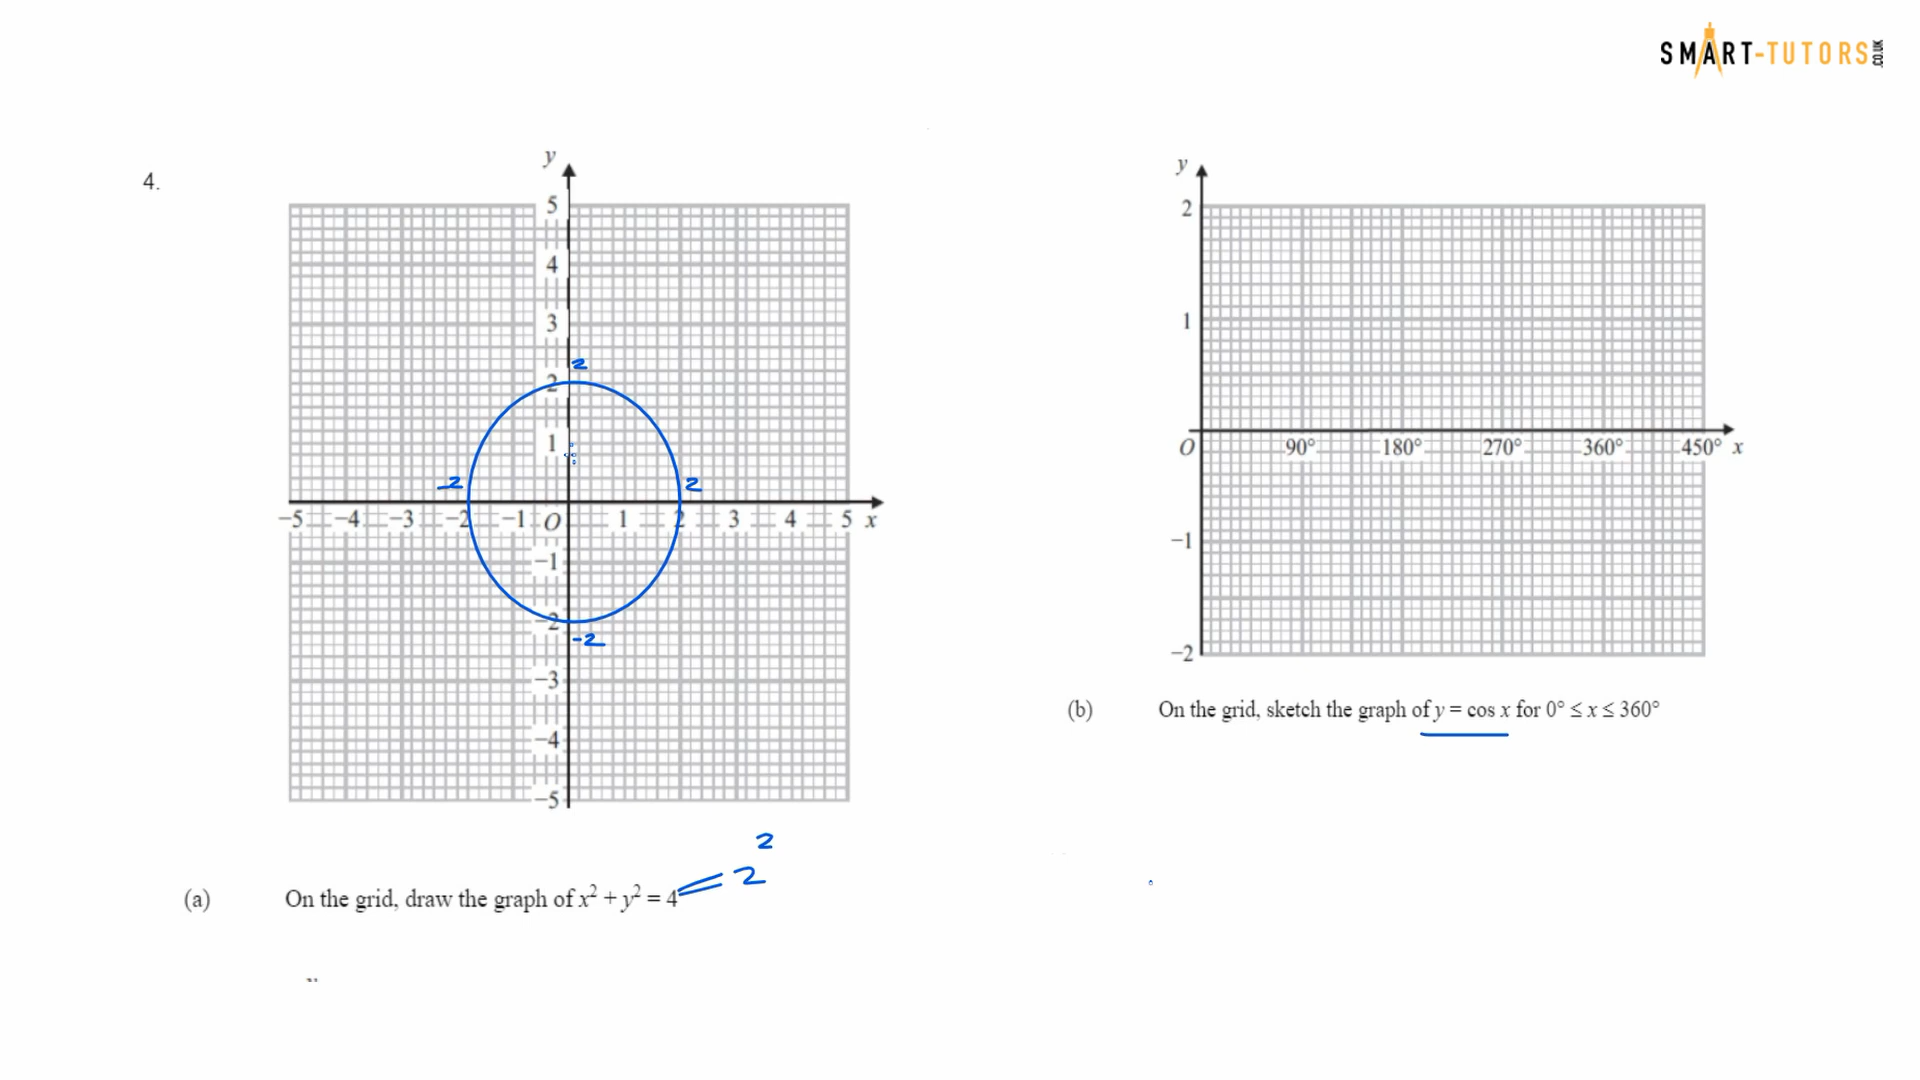 SMART-TUTORS.CO.UK
4.
y
5
4
3
2
2
1
-2
2
−5 −4 −3 −2 −1 O 1 2 3 4 5 x
−1
−2
-2
−3
−4
−5
(a) On the grid, draw the graph of x² + y² = 4 = 2²
y
2
1
O 90° 180° 270° 360° 450° x
−1
−2
(b) On the grid, sketch the graph of y = cos x for 0° ≤ x ≤ 360°